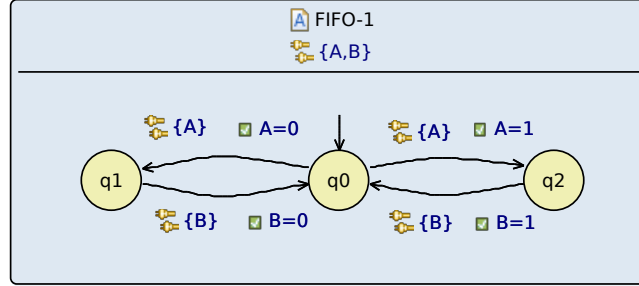 FIFO-1
{A,B}
{A} A=0 {A} A=1
q1 q0 q2
{B} B=0 {B} B=1